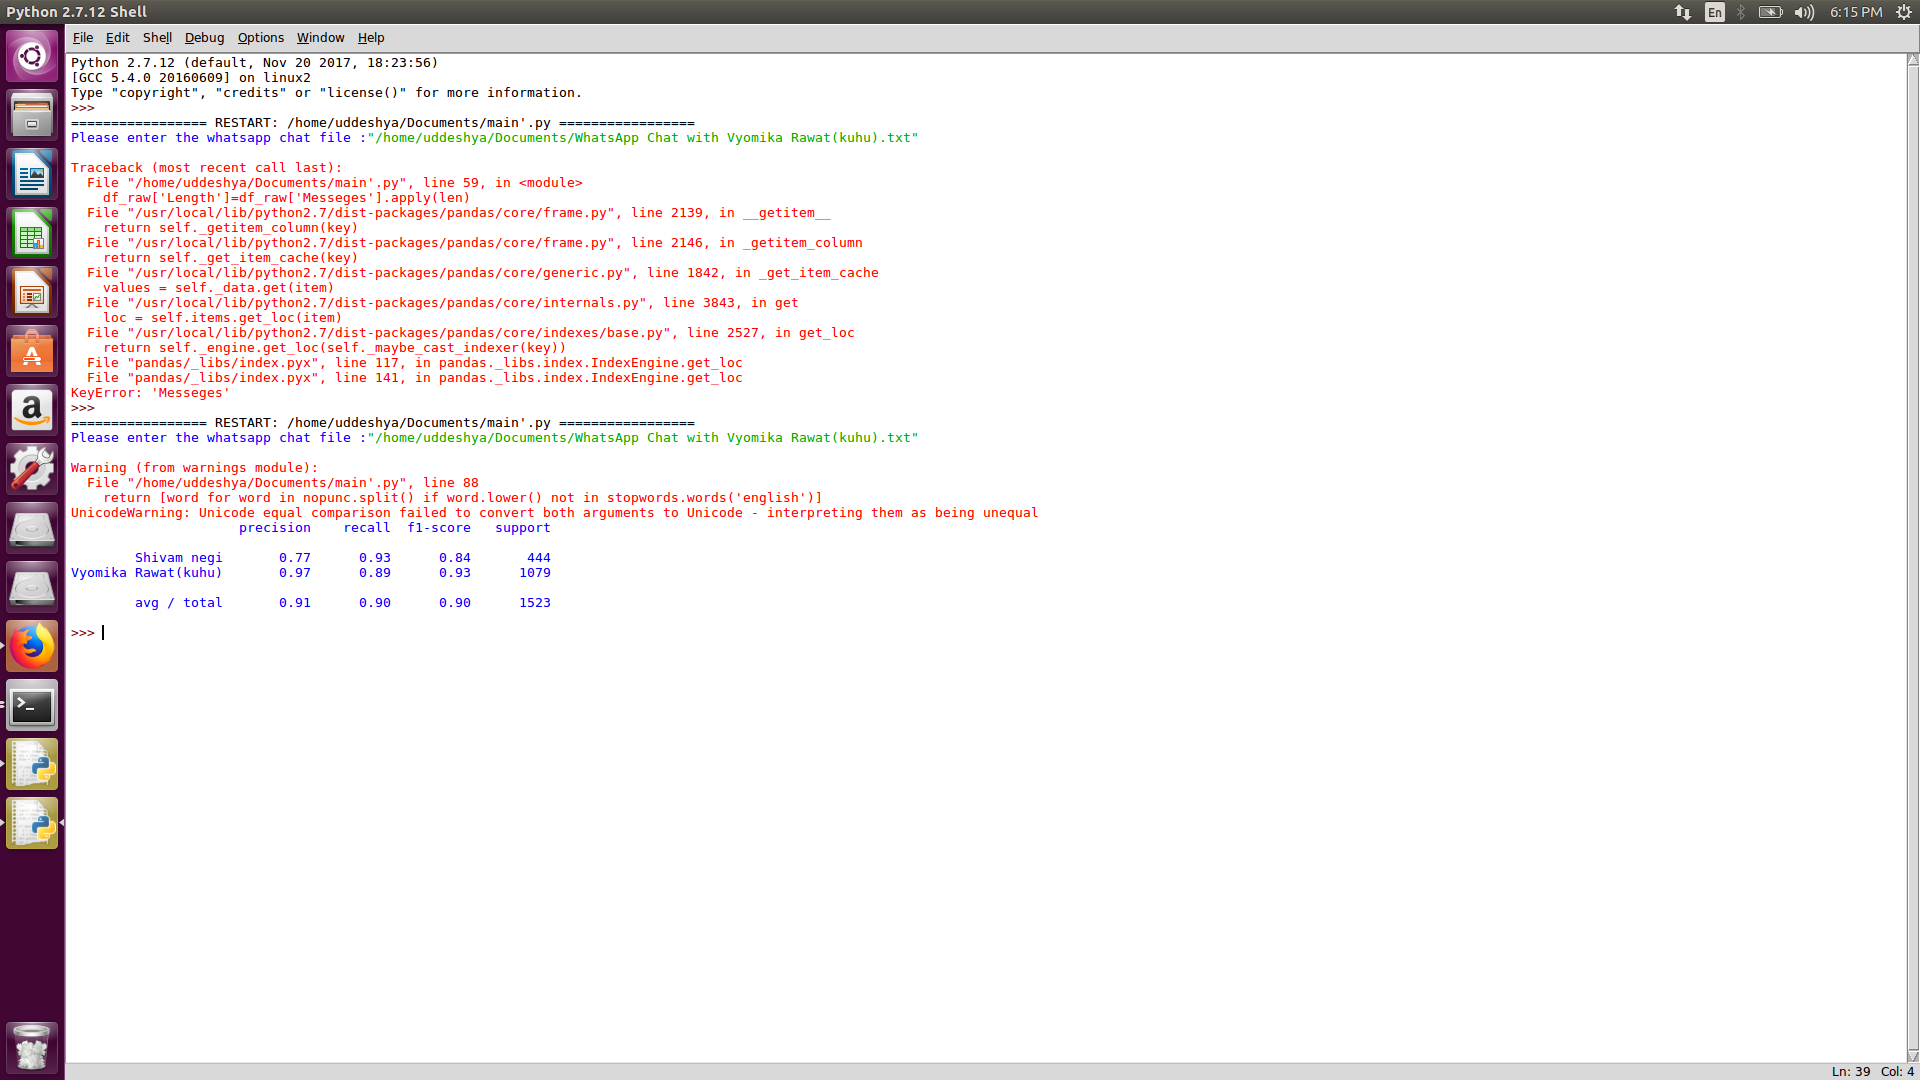 Python 2.7.12 Shell
En
6:15 PM
File Edit Shell Debug Options Window Help
Python 2.7.12 (default, Nov 20 2017, 18:23:56)
[GCC 5.4.0 20160609] on linux2
Type "copyright", "credits" or "license()" for more information.
>>>
================= RESTART: /home/uddeshya/Documents/main'.py =================
Please enter the whatsapp chat file :"/home/uddeshya/Documents/WhatsApp Chat with Vyomika Rawat(kuhu).txt"
Traceback (most recent call last):
  File "/home/uddeshya/Documents/main'.py", line 59, in <module>
    df_raw['Length']=df_raw['Messeges'].apply(len)
  File "/usr/local/lib/python2.7/dist-packages/pandas/core/frame.py", line 2139, in __getitem__
    return self._getitem_column(key)
  File "/usr/local/lib/python2.7/dist-packages/pandas/core/frame.py", line 2146, in _getitem_column
    return self._get_item_cache(key)
  File "/usr/local/lib/python2.7/dist-packages/pandas/core/generic.py", line 1842, in _get_item_cache
    values = self._data.get(item)
  File "/usr/local/lib/python2.7/dist-packages/pandas/core/internals.py", line 3843, in get
    loc = self.items.get_loc(item)
  File "/usr/local/lib/python2.7/dist-packages/pandas/core/indexes/base.py", line 2527, in get_loc
    return self._engine.get_loc(self._maybe_cast_indexer(key))
  File "pandas/_libs/index.pyx", line 117, in pandas._libs.index.IndexEngine.get_loc
  File "pandas/_libs/index.pyx", line 141, in pandas._libs.index.IndexEngine.get_loc
KeyError: 'Messeges'
>>>
================= RESTART: /home/uddeshya/Documents/main'.py =================
Please enter the whatsapp chat file :"/home/uddeshya/Documents/WhatsApp Chat with Vyomika Rawat(kuhu).txt"
Warning (from warnings module):
  File "/home/uddeshya/Documents/main'.py", line 88
    return [word for word in nopunc.split() if word.lower() not in stopwords.words('english')]
UnicodeWarning: Unicode equal comparison failed to convert both arguments to Unicode - interpreting them as being unequal
                     precision    recall  f1-score   support
        Shivam negi       0.77      0.93      0.84       444
Vyomika Rawat(kuhu)       0.97      0.89      0.93      1079
        avg / total       0.91      0.90      0.90      1523
>>>
Ln: 39 Col: 4